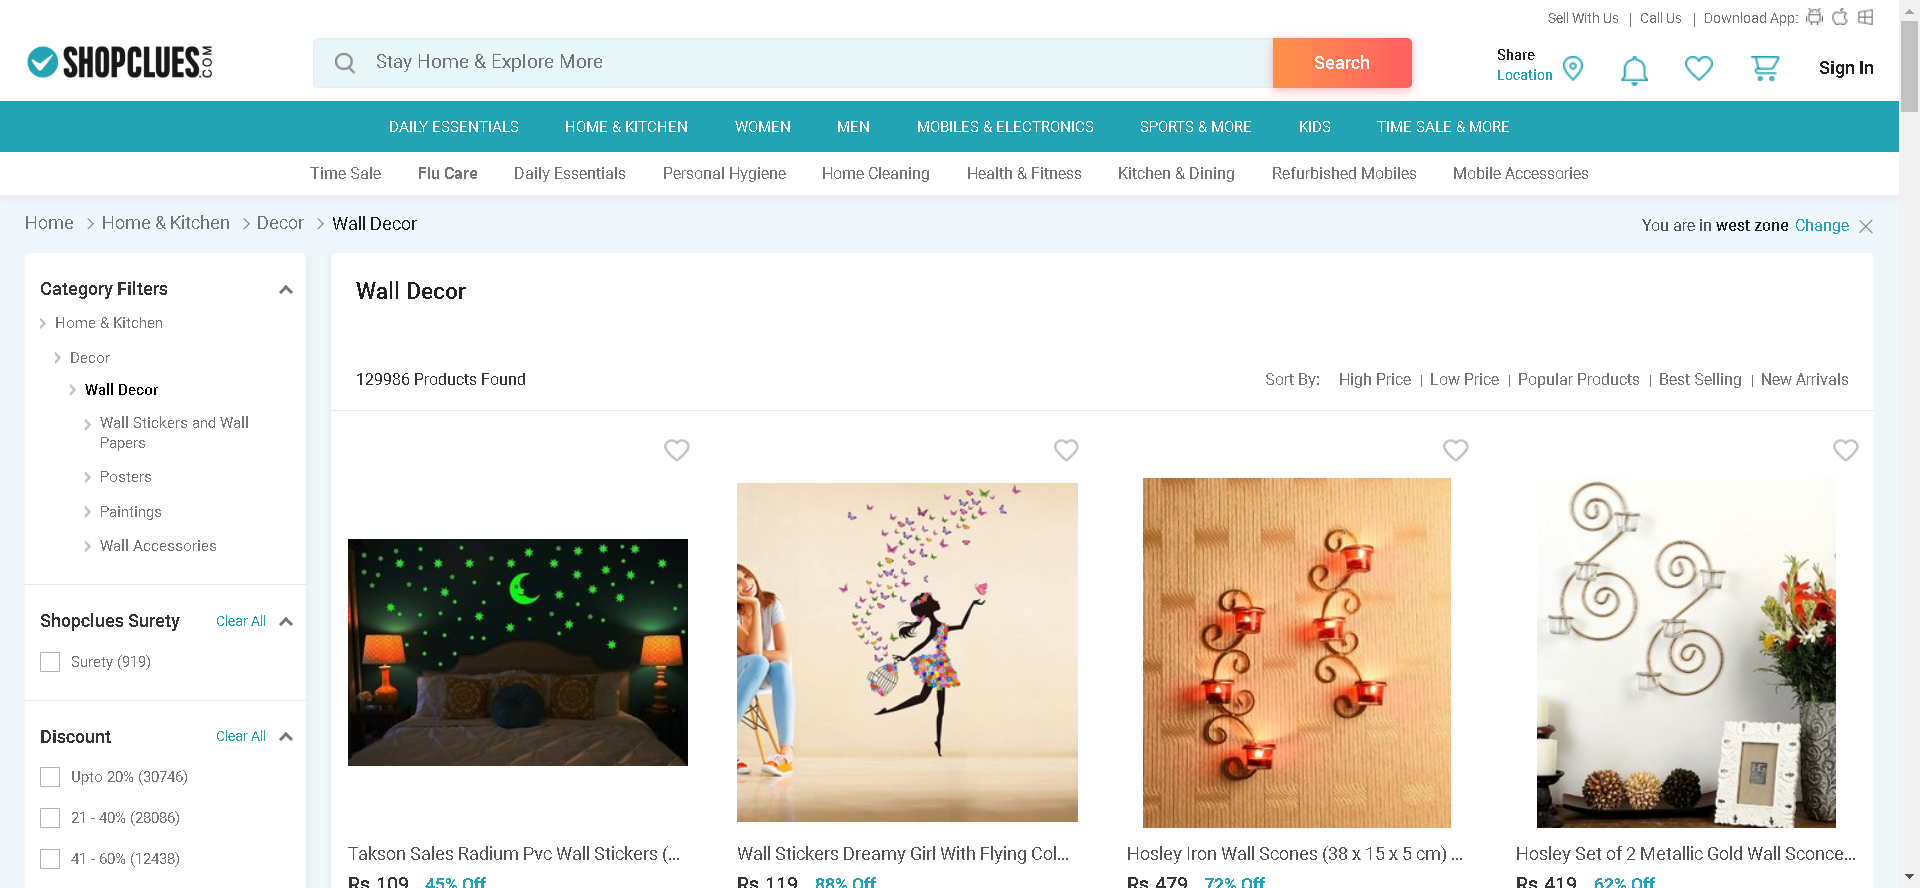 Sell With Us | Call Us | Download App:
SHOPCLUES.COM
Stay Home & Explore More
Search
Share
Location
Sign In
DAILY ESSENTIALS HOME & KITCHEN WOMEN MEN MOBILES & ELECTRONICS SPORTS & MORE KIDS TIME SALE & MORE
Time Sale Flu Care Daily Essentials Personal Hygiene Home Cleaning Health & Fitness Kitchen & Dining Refurbished Mobiles Mobile Accessories
Home > Home & Kitchen > Decor > Wall Decor
You are in west zone Change
Category Filters
Home & Kitchen
Decor
Wall Decor
Wall Stickers and Wall
Papers
Posters
Paintings
Wall Accessories
Shopclues Surety Clear All
Surety (919)
Discount Clear All
Upto 20% (30746)
21 - 40% (28086)
41 - 60% (12438)
Wall Decor
129986 Products Found
Sort By: High Price | Low Price | Popular Products | Best Selling | New Arrivals
Takson Sales Radium Pvc Wall Stickers (...
Rs 109 45% Off
Wall Stickers Dreamy Girl With Flying Col...
Rs 119 88% Off
Hosley Iron Wall Scones (38 x 15 x 5 cm) ...
Rs 479 72% Off
Hosley Set of 2 Metallic Gold Wall Sconce...
Rs 419 62% Off